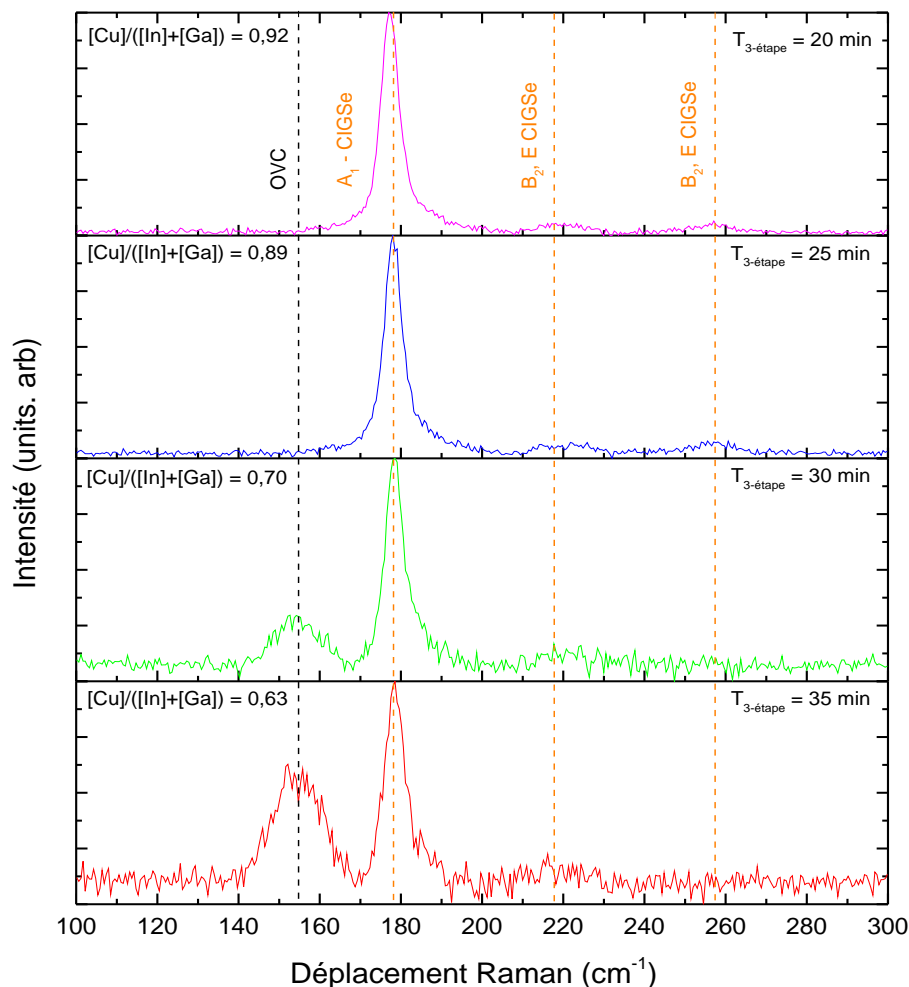 [Cu]/([In]+[Ga]) = 0,92
T3-étape = 20 min
OVC
A1 - CIGSe
B2, E CIGSe
B2, E CIGSe
[Cu]/([In]+[Ga]) = 0,89
T3-étape = 25 min
[Cu]/([In]+[Ga]) = 0,70
T3-étape = 30 min
[Cu]/([In]+[Ga]) = 0,63
T3-étape = 35 min
Intensité (units. arb)
100 120 140 160 180 200 220 240 260 280 300
Déplacement Raman (cm-1)